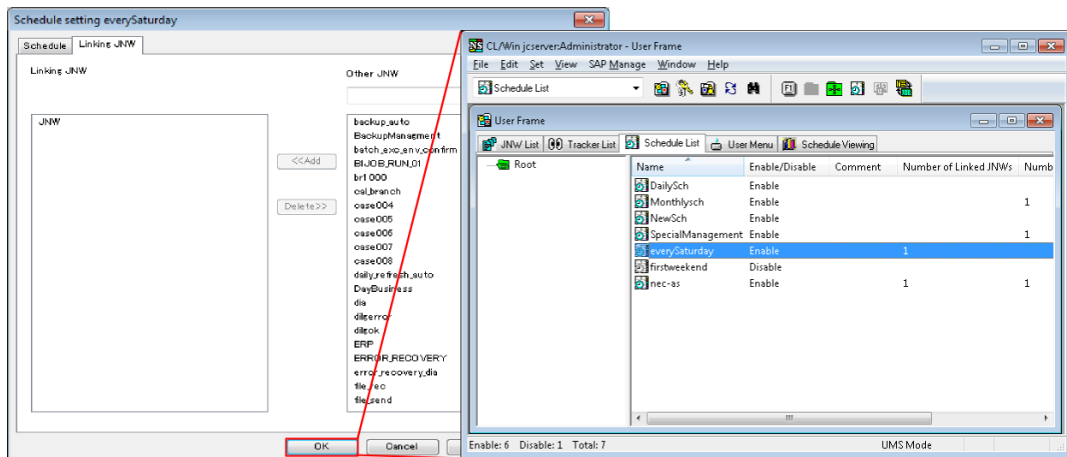 Schedule setting everySaturday
Schedule
Linking JNW
Linking JNW
JNW
<<Add
Delete>>
Other JNW
backup_auto
BackupManagment
batch_exc_env_confirm
BIJOB_RUN_01
br1000
cal_branch
case004
case005
case006
case007
case008
daily_refresh_auto
DayBusiness
dia
dilgerror
dilgok
ERP
ERROR_RECOVERY
error_recovery_dia
file_rec
file_send
OK
Cancel
CL/Win jcserver:Administrator - User Frame
File Edit Set View SAP Manage Window Help
Schedule List
User Frame
JNW List
Tracker List
Schedule List
User Menu
Schedule Viewing
Root
Name Enable/Disable Comment Number of Linked JNWs Numb
DailySch Enable
Monthlysch Enable 1
NewSch Enable
SpecialManagement Enable 1
everySaturday Enable 1
firstweekend Disable
nec-as Enable 1 1
Enable: 6 Disable: 1 Total: 7
UMS Mode